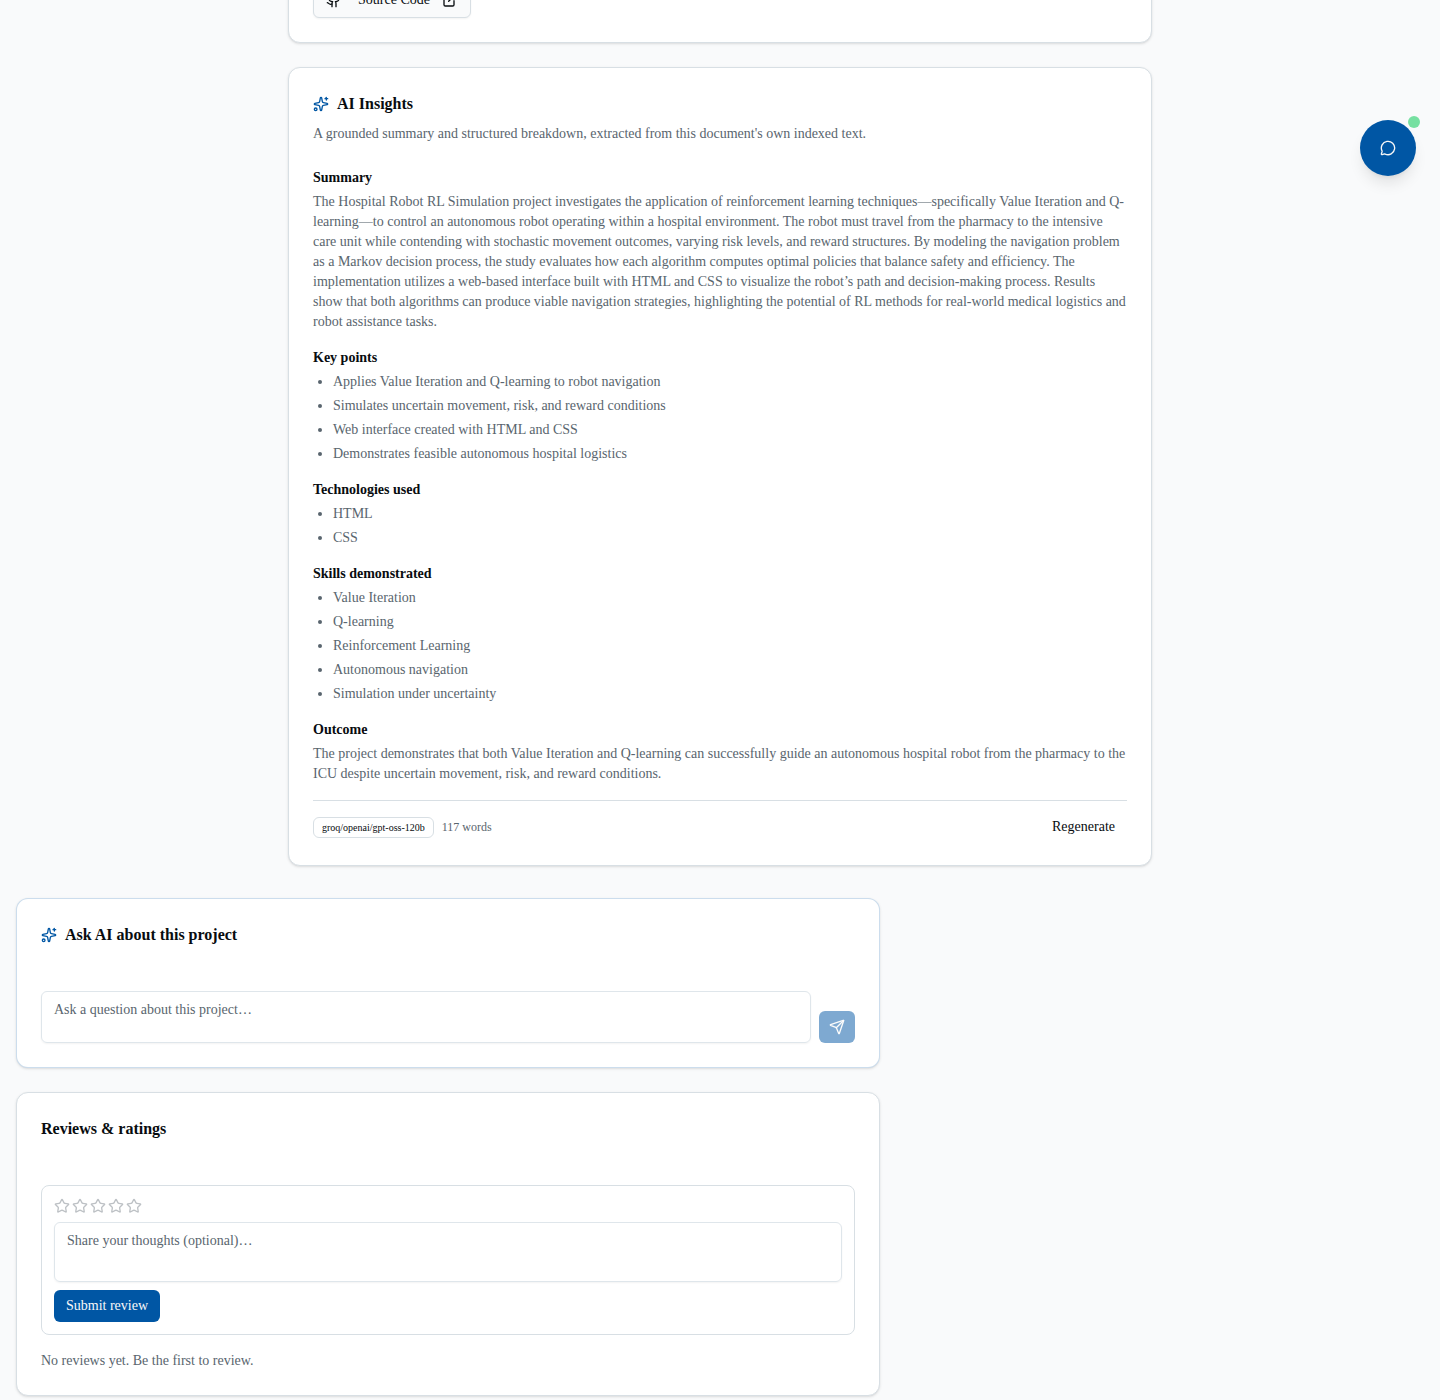 Source Code
AI Insights
A grounded summary and structured breakdown, extracted from this document's own indexed text.
Summary
The Hospital Robot RL Simulation project investigates the application of reinforcement learning techniques—specifically Value Iteration and Q-
learning—to control an autonomous robot operating within a hospital environment. The robot must travel from the pharmacy to the intensive
care unit while contending with stochastic movement outcomes, varying risk levels, and reward structures. By modeling the navigation problem
as a Markov decision process, the study evaluates how each algorithm computes optimal policies that balance safety and efficiency. The
implementation utilizes a web-based interface built with HTML and CSS to visualize the robot’s path and decision-making process. Results
show that both algorithms can produce viable navigation strategies, highlighting the potential of RL methods for real-world medical logistics and
robot assistance tasks.
Key points
• Applies Value Iteration and Q-learning to robot navigation
• Simulates uncertain movement, risk, and reward conditions
• Web interface created with HTML and CSS
• Demonstrates feasible autonomous hospital logistics
Technologies used
• HTML
• CSS
Skills demonstrated
• Value Iteration
• Q-learning
• Reinforcement Learning
• Autonomous navigation
• Simulation under uncertainty
Outcome
The project demonstrates that both Value Iteration and Q-learning can successfully guide an autonomous hospital robot from the pharmacy to the
ICU despite uncertain movement, risk, and reward conditions.
groq/openai/gpt-oss-120b 117 words Regenerate
Ask AI about this project
Ask a question about this project…
Reviews & ratings
Share your thoughts (optional)…
Submit review
No reviews yet. Be the first to review.